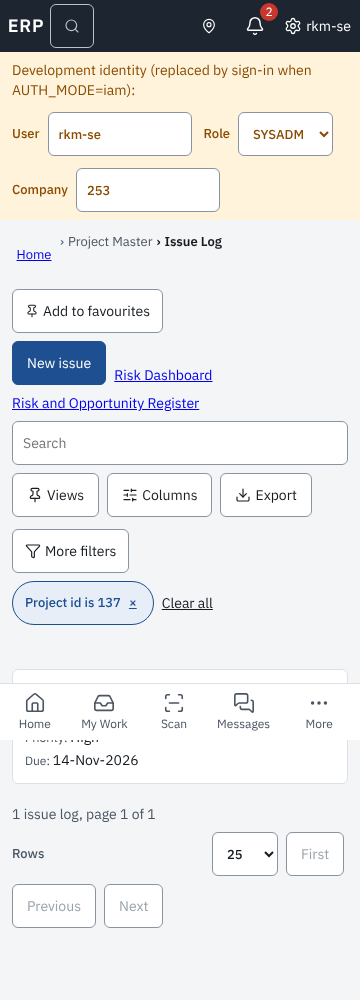 ERP
2
rkm-se
Development identity (replaced by sign-in when
AUTH_MODE=iam):
User rkm-se Role SYSADM
Company 253
› Project Master › Issue Log
Home
Add to favourites
New issue
Risk Dashboard
Risk and Opportunity Register
Search
Views Columns Export
More filters
Project id is 137 × Clear all
Home My Work Scan Messages More
Due: 14-Nov-2026
1 issue log, page 1 of 1
Rows 25 First
Previous Next